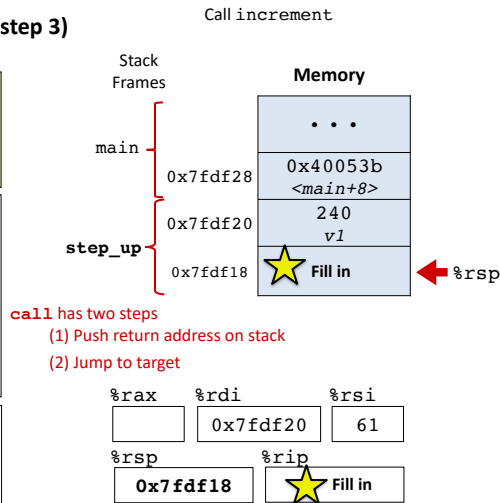 Call increment
step 3)
Stack
Frames
Memory
• • •
main
0x7fdf28
0x40053b
<main+8>
0x7fdf20
240
v1
step_up
0x7fdf18
Fill in
%rsp
call has two steps
(1) Push return address on stack
(2) Jump to target
%rax
%rdi
%rsi
0x7fdf20
61
%rsp
%rip
0x7fdf18
Fill in